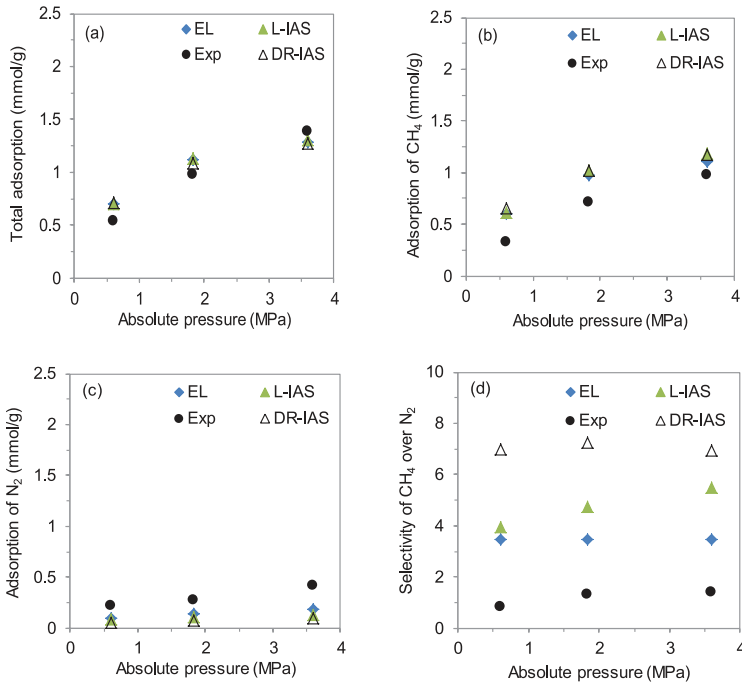 (a)
EL
L-IAS
Exp
DR-IAS
Total adsorption (mmol/g)
2.5
2
1.5
1
0.5
0
0
1
2
3
4
Absolute pressure (MPa)
(b)
EL
L-IAS
Exp
DR-IAS
Adsorption of CH₄ (mmol/g)
2.5
2
1.5
1
0.5
0
0
1
2
3
4
Absolute pressure (MPa)
(c)
EL
L-IAS
Exp
DR-IAS
Adsorption of N₂ (mmol/g)
2.5
2
1.5
1
0.5
0
0
1
2
3
4
Absolute pressure (MPa)
(d)
EL
L-IAS
Exp
DR-IAS
Selectivity of CH₄ over N₂
10
8
6
4
2
0
0
1
2
3
4
Absolute pressure (MPa)